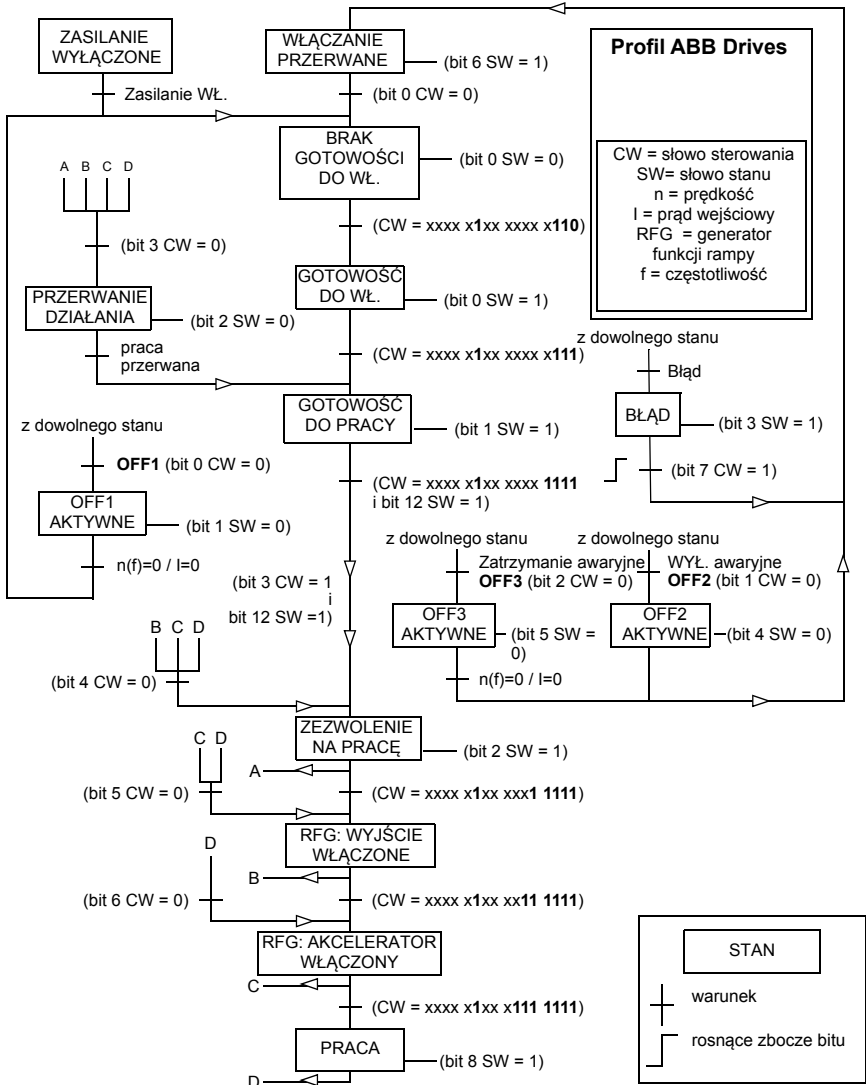 ZASILANIE
WYŁĄCZONE
Zasilanie WŁ.
WŁĄCZANIE
PRZERWANE
(bit 6 SW = 1)
(bit 0 CW = 0)
Profil ABB Drives
CW = słowo sterowania
SW= słowo stanu
n = prędkość
I = prąd wejściowy
RFG = generator
funkcji rampy
f = częstotliwość
BRAK
GOTOWOŚCI
DO WŁ.
(bit 0 SW = 0)
A B C D
(bit 3 CW = 0)
(CW = xxxx x1xx xxxx x110)
PRZERWANIE
DZIAŁANIA
(bit 2 SW = 0)
praca
przerwana
GOTOWOŚĆ
DO WŁ.
(bit 0 SW = 1)
(CW = xxxx x1xx xxxx x111)
GOTOWOŚĆ
DO PRACY
(bit 1 SW = 1)
z dowolnego stanu
Błąd
BŁĄD
(bit 3 SW = 1)
(bit 7 CW = 1)
z dowolnego stanu
OFF1 (bit 0 CW = 0)
OFF1
AKTYWNE
(bit 1 SW = 0)
n(f)=0 / I=0
(CW = xxxx x1xx xxxx 1111
i bit 12 SW = 1)
(bit 3 CW = 1
i
bit 12 SW =1)
z dowolnego stanu
Zatrzymanie awaryjne
OFF3 (bit 2 CW = 0)
OFF3
AKTYWNE
(bit 5 SW =
0)
n(f)=0 / I=0
z dowolnego stanu
WYŁ. awaryjne
OFF2 (bit 1 CW = 0)
OFF2
AKTYWNE
(bit 4 SW = 0)
B C D
(bit 4 CW = 0)
ZEZWOLENIE
NA PRACĘ
(bit 2 SW = 1)
A
C D
(bit 5 CW = 0)
(CW = xxxx x1xx xxx1 1111)
RFG: WYJŚCIE
WŁĄCZONE
B
D
(bit 6 CW = 0)
(CW = xxxx x1xx xx11 1111)
RFG: AKCELERATOR
WŁĄCZONY
C
(CW = xxxx x1xx x111 1111)
PRACA
(bit 8 SW = 1)
D
STAN
warunek
rosnące zbocze bitu